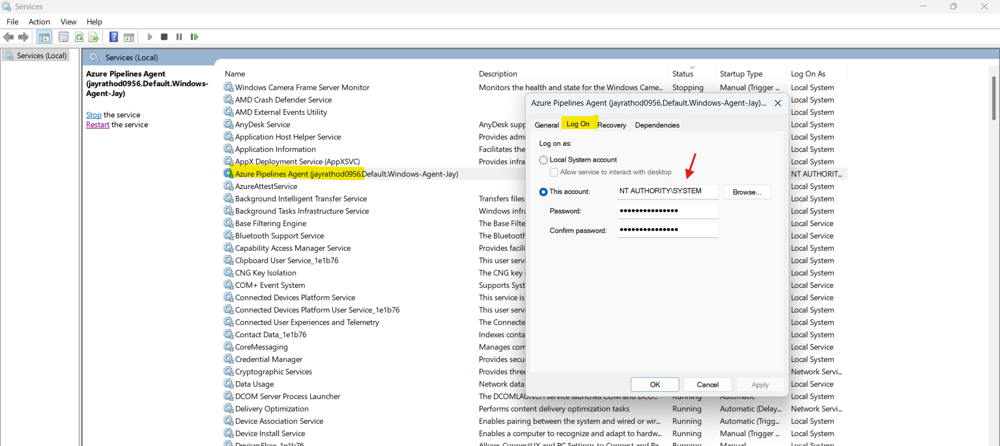 Services
File Action View Help
Services (Local)
Services (Local)
Azure Pipelines Agent
(jayrathod0956.Default.Windows-
Agent-Jay)
Stop the service
Restart the service
Name Description Status Startup Type Log On As
Windows Camera Frame Server Monitor Monitors the health and state for the Windows Came... Stopping Manual (Trigger ... Local System
AMD Crash Defender Service Local System
AMD External Events Utility Local System
AnyDesk Service AnyDesk supp Local System
Application Host Helper Service Provides admi Local System
Application Information Facilitates the Local System
AppX Deployment Service (AppXSVC) Provides infra Local System
Azure Pipelines Agent (jayrathod0956.Default.Windows-Agent-Jay) NT AUTHORIT...
AzureAttestService Local System
Background Intelligent Transfer Service Transfers files Local System
Background Tasks Infrastructure Service Windows infra Local System
Base Filtering Engine The Base Filte Local Service
Bluetooth Support Service The Bluetooth Local Service
Capability Access Manager Service Provides facili Local System
Clipboard User Service_1e1b76 This user servi Local System
CNG Key Isolation The CNG key i Local System
COM+ Event System Supports Syst Local Service
Connected Devices Platform Service This service is Local Service
Connected Devices Platform User Service_1e1b76 This user servi Local System
Connected User Experiences and Telemetry The Connecte Local System
Contact Data_1e1b76 Indexes conta Local System
CoreMessaging Manages com Local Service
Credential Manager Provides secu Local System
Cryptographic Services Provides three Network Servi...
Data Usage Network data Local Service
DCOM Server Process Launcher The DCOMLAUNCH service launches COM and DCO... Running Automatic Local System
Delivery Optimization Performs content delivery optimization tasks Running Automatic (Delay... Network Servi...
Device Association Service Enables pairing between the system and wired or wir... Running Automatic (Trigg... Local System
Device Install Service Enables a computer to recognize and adapt to hardw... Running Manual (Trigger ... Local System
DevicesFlow_1e1b76 Allows ConnectUX and PC Settings to Connect and Pa... Running Manual Local System
Azure Pipelines Agent (jayrathod0956.Default.Windows-Agent-Jay)...
General Log On Recovery Dependencies
Log on as:
Local System account
Allow service to interact with desktop
This account: NT AUTHORITY\SYSTEM Browse...
Password: •••••••••••••••
Confirm password: •••••••••••••••
OK Cancel Apply